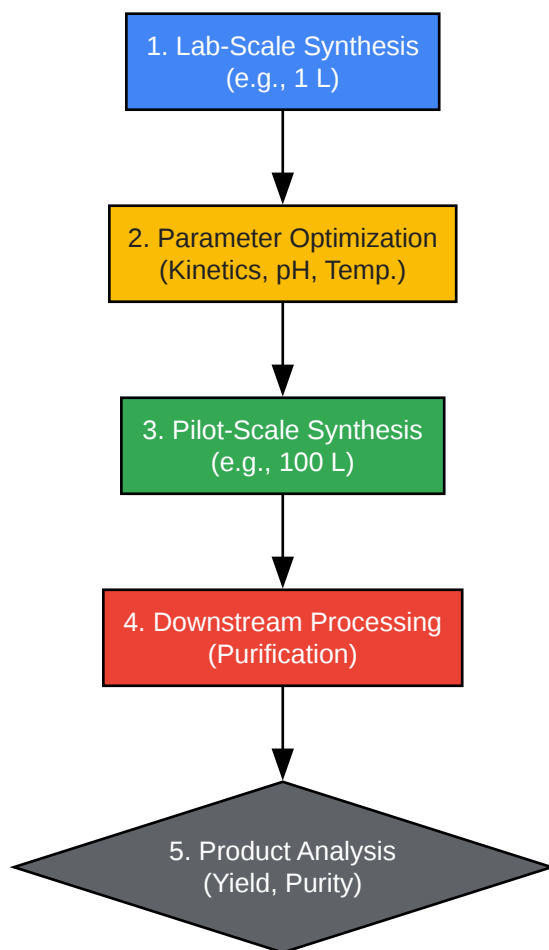 1. Lab-Scale Synthesis
(e.g., 1 L)
2. Parameter Optimization
(Kinetics, pH, Temp.)
3. Pilot-Scale Synthesis
(e.g., 100 L)
4. Downstream Processing
(Purification)
5. Product Analysis
(Yield, Purity)